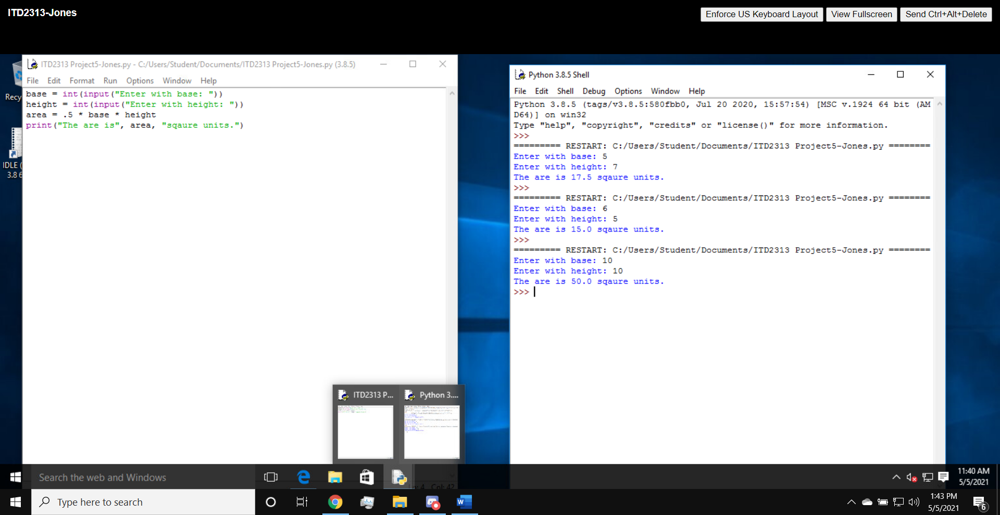 ITD2313-Jones
Enforce US Keyboard Layout
View Fullscreen
Send Ctrl+Alt+Delete
Recy
IDLE (
3.8 6
ITD2313 Project5-Jones.py - C:/Users/Student/Documents/ITD2313 Project5-Jones.py (3.8.5)
File Edit Format Run Options Window Help
base = int(input("Enter with base: "))
height = int(input("Enter with height: "))
area = .5 * base * height
print("The are is", area, "sqaure units.")
Python 3.8.5 Shell
File Edit Shell Debug Options Window Help
Python 3.8.5 (tags/v3.8.5:580fbb0, Jul 20 2020, 15:57:54) [MSC v.1924 64 bit (AM
D64)] on win32
Type "help", "copyright", "credits" or "license()" for more information.
>>>
========= RESTART: C:/Users/Student/Documents/ITD2313 Project5-Jones.py ========
Enter with base: 5
Enter with height: 7
The are is 17.5 sqaure units.
>>>
========= RESTART: C:/Users/Student/Documents/ITD2313 Project5-Jones.py ========
Enter with base: 6
Enter with height: 5
The are is 15.0 sqaure units.
>>>
========= RESTART: C:/Users/Student/Documents/ITD2313 Project5-Jones.py ========
Enter with base: 10
Enter with height: 10
The are is 50.0 sqaure units.
>>>
ITD2313 P...
Python 3....
Search the web and Windows
Ln: 4 Col: 42
11:40 AM
5/5/2021
Type here to search
1:43 PM
5/5/2021
6